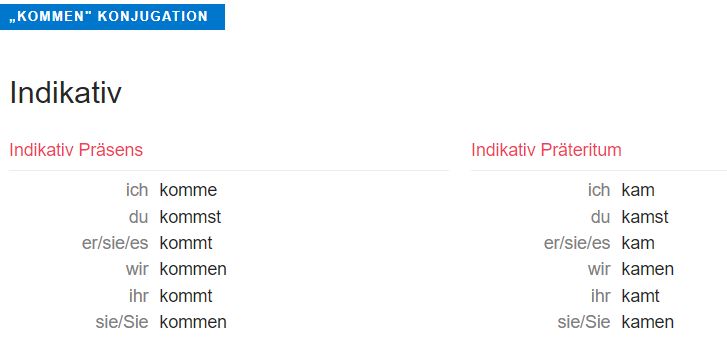 „KOMMEN" KONJUGATION
Indikativ
Indikativ Präsens
ich komme
du kommst
er/sie/es kommt
wir kommen
ihr kommt
sie/Sie kommen
Indikativ Präteritum
ich kam
du kamst
er/sie/es kam
wir kamen
ihr kamt
sie/Sie kamen